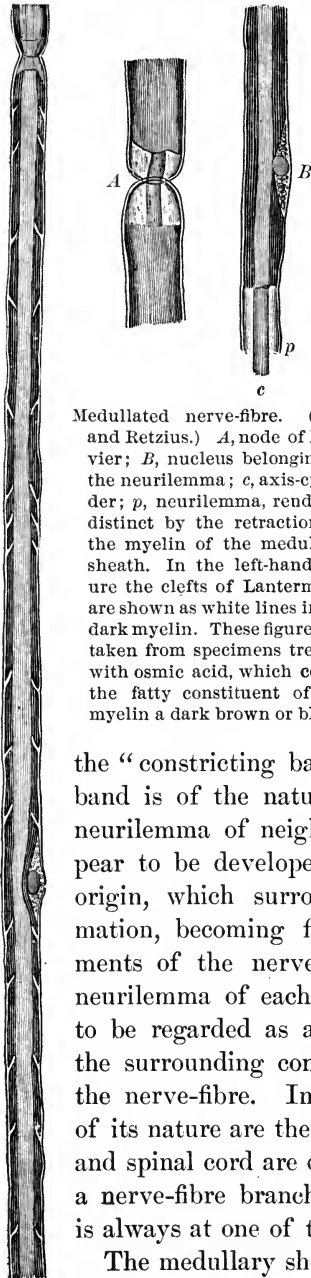 A
B
p
c
Medullated nerve-fibre. (
and Retzius.) A, node of
vier; B, nucleus belongin
the neurilemma; c, axis-c
der; p, neurilemma, rend
distinct by the retraction
the myelin of the medul
sheath. In the left-hand
ure the clefts of Lanterm
are shown as white lines in
dark myelin. These figure
taken from specimens tre
with osmic acid, which c
the fatty constituent of
myelin a dark brown or bl
the “constricting ba
band is of the natu
neurilemma of neigh
pear to be develope
origin, which surro
mation, becoming f
ments of the nerve
neurilemma of each
to be regarded as a
the surrounding con
the nerve-fibre. In
of its nature are the
and spinal cord are c
a nerve-fibre branch
is always at one of t
The medullary she